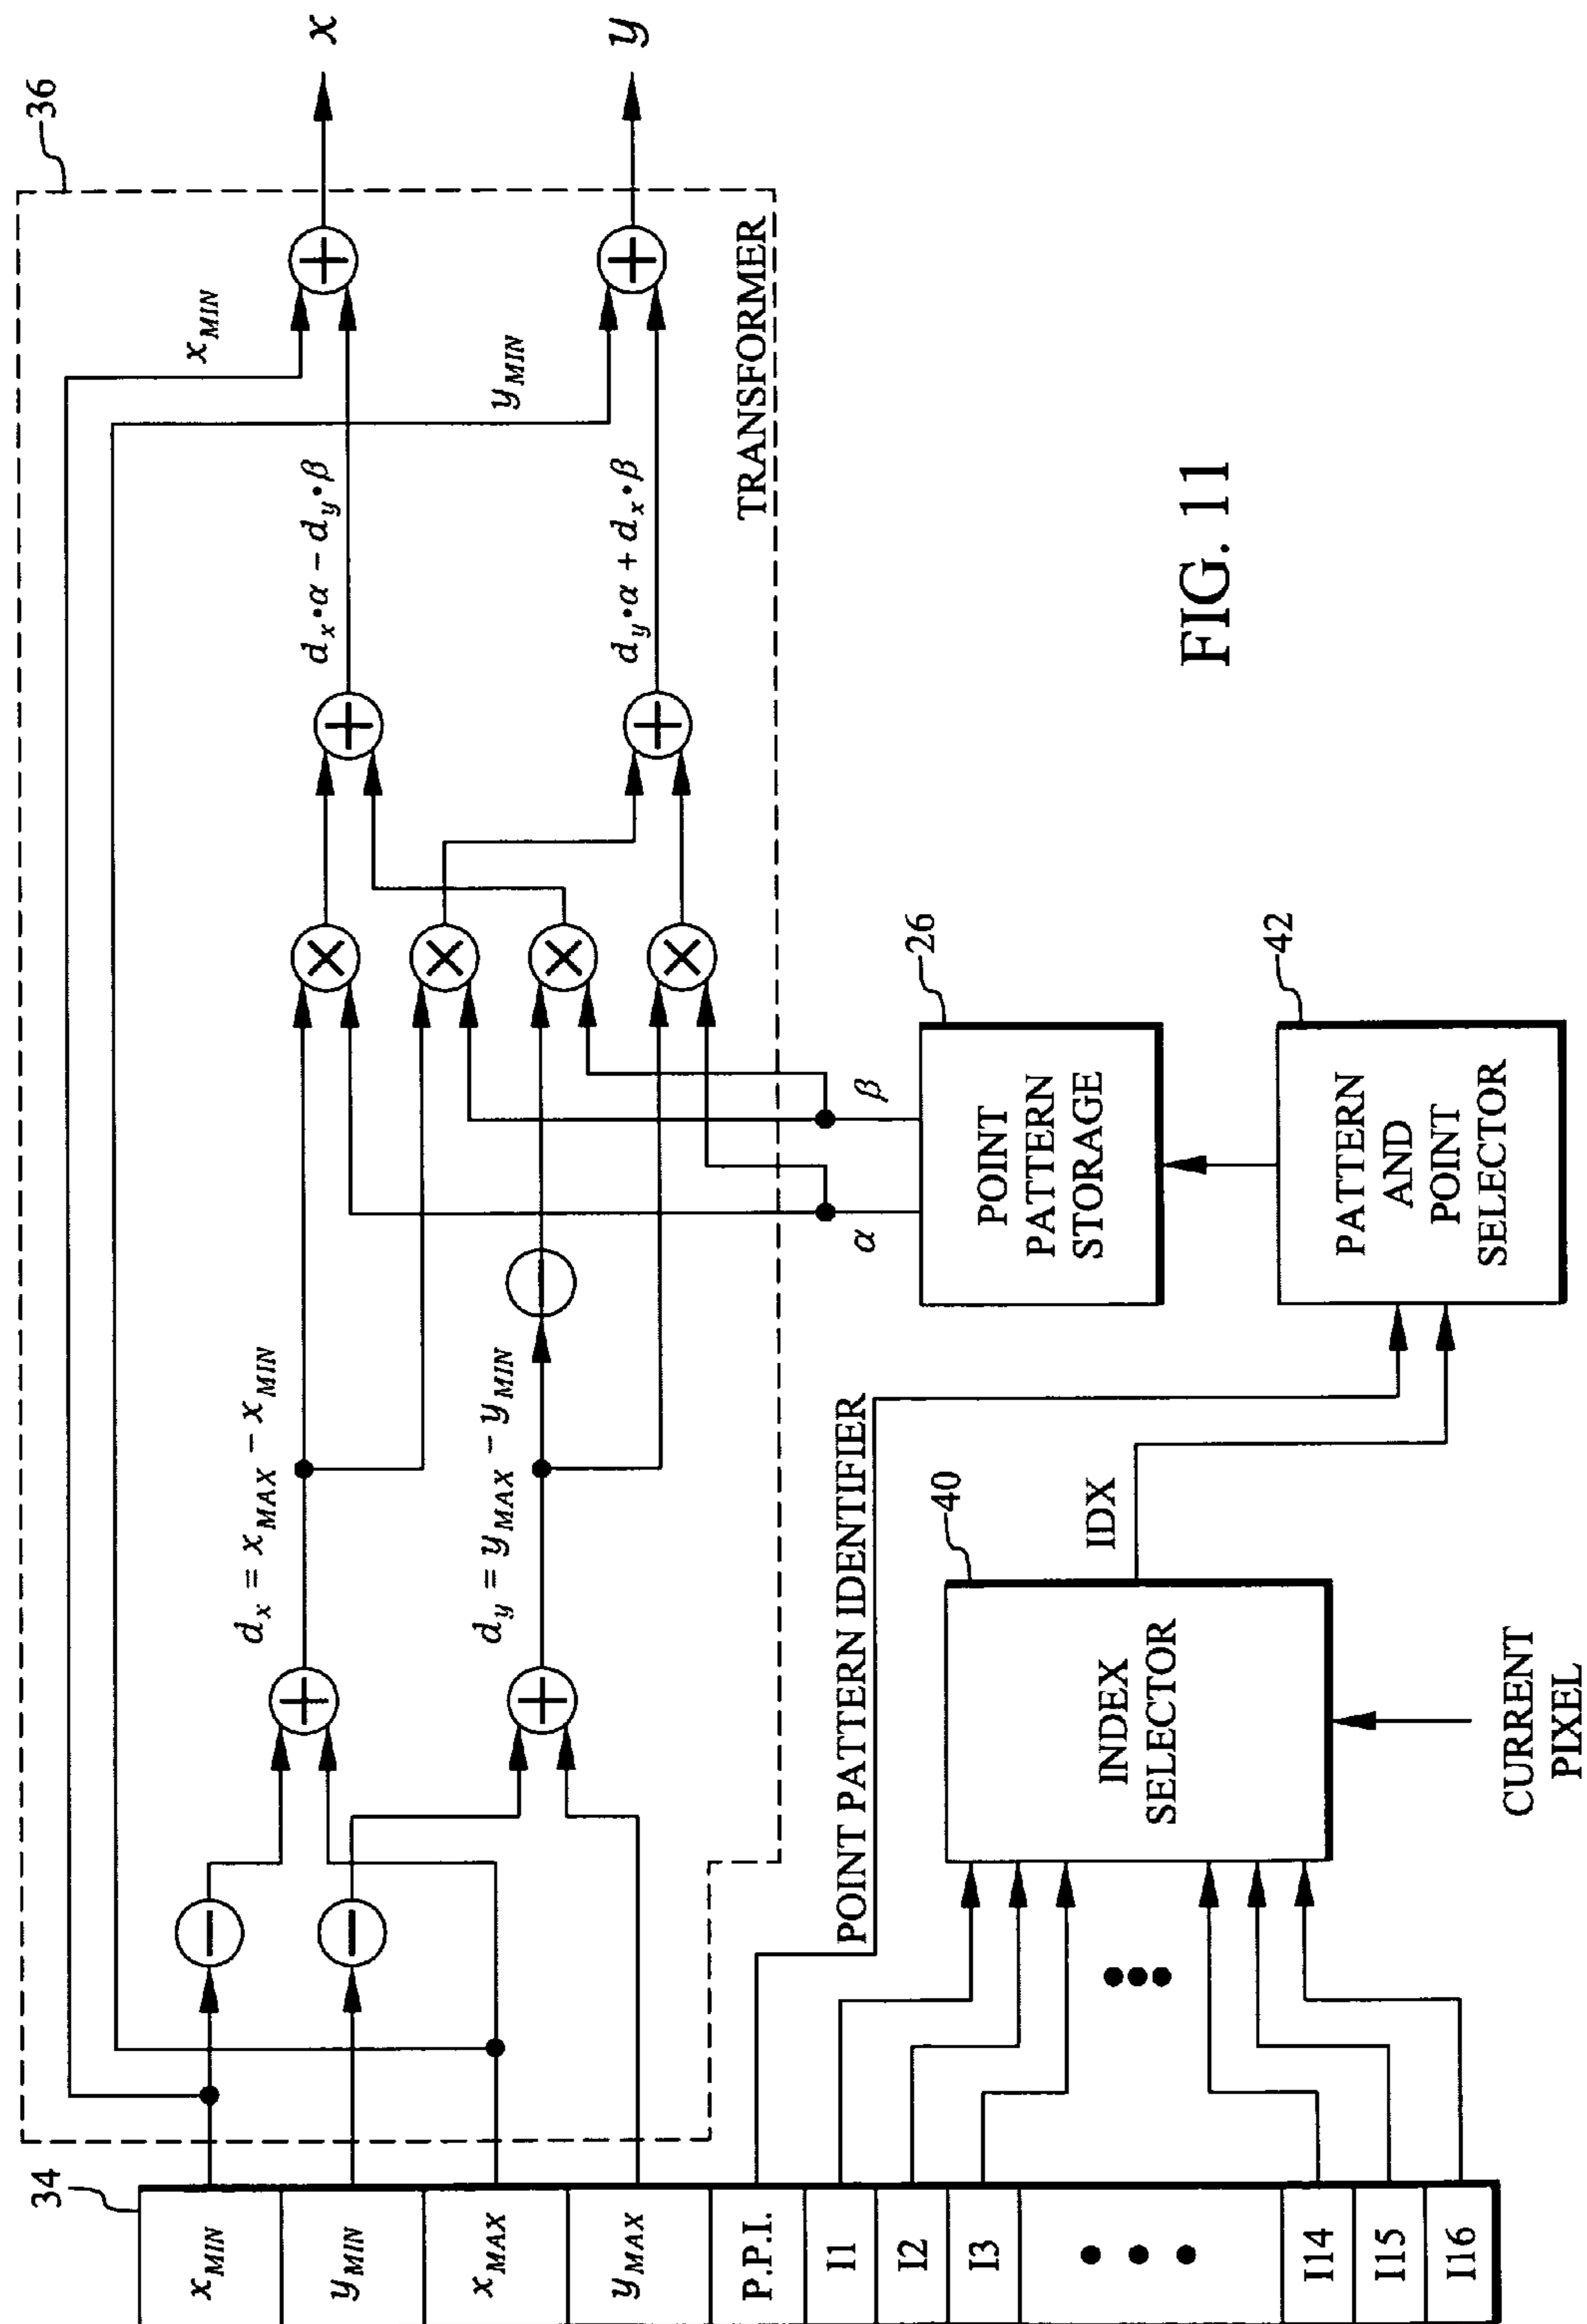 34
x_MIN
y_MIN
x_MAX
y_MAX
P.P.I.
I1
I2
I3
I14
I15
I16
36
TRANSFORMER
d_x = x_MAX − x_MIN
d_y = y_MAX − y_MIN
d_x•α − d_y•β
d_y•α + d_x•β
x_MIN
y_MIN
x
y
α
β
26
POINT
PATTERN
STORAGE
42
PATTERN
AND
POINT
SELECTOR
POINT PATTERN IDENTIFIER
40
INDEX
SELECTOR
IDX
CURRENT
PIXEL
FIG. 11